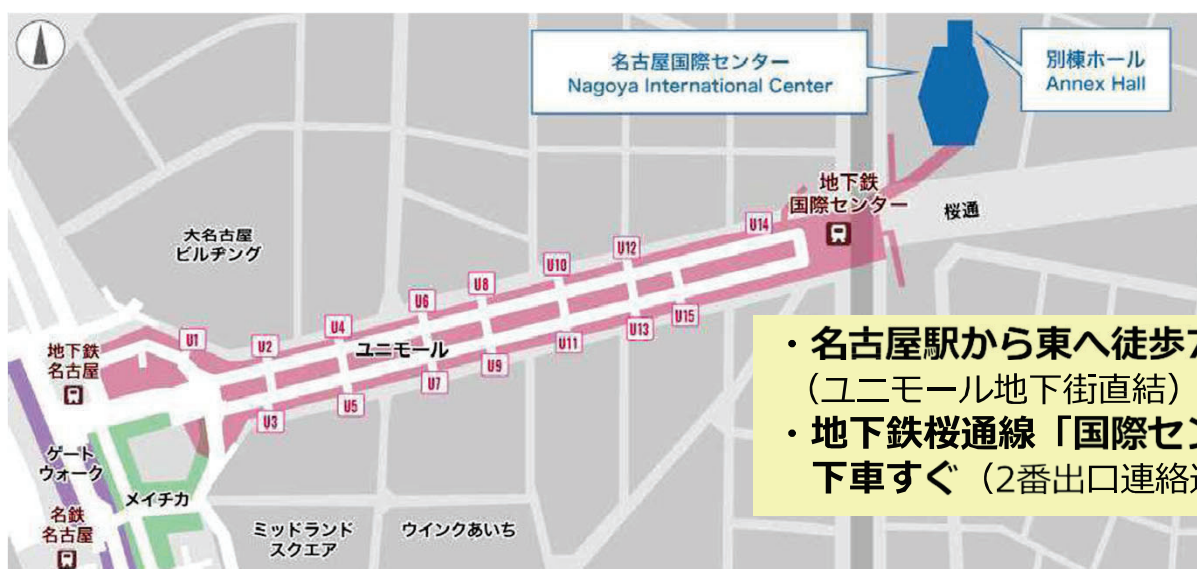 名古屋国際センター
Nagoya International Center
別棟ホール
Annex Hall
地下鉄
国際センター
桜通
大名古屋
ビルヂング
U14
U12
U10
U8
U6
U4
U2
U1
ユニモール
U15
U13
U11
U9
U7
U5
U3
地下鉄
名古屋
ゲート
ウォーク
メイチカ
名鉄
名古屋
ミッドランド
スクエア
ウインクあいち
・名古屋駅から東へ徒歩7
（ユニモール地下街直結）
・地下鉄桜通線「国際セン
下車すぐ（2番出口連絡